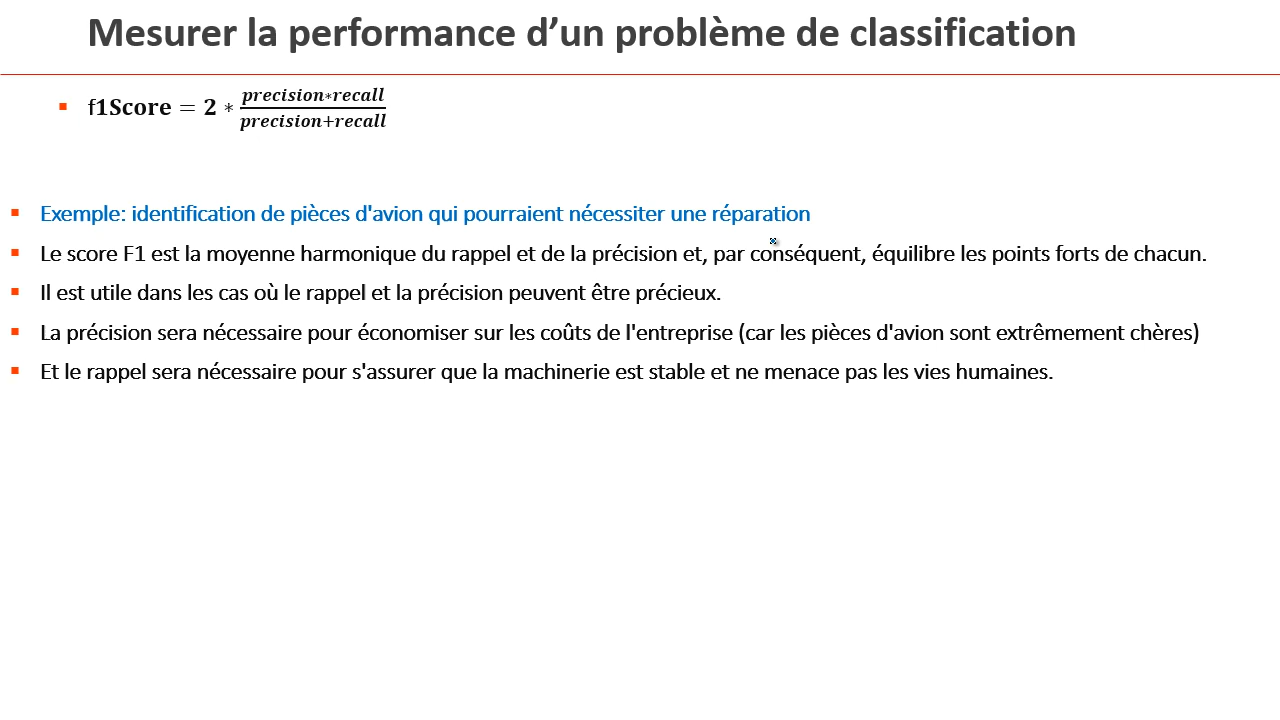 Mesurer la performance d’un problème de classification
▪ f1Score = 2 * precision*recall / precision+recall
▪ Exemple: identification de pièces d'avion qui pourraient nécessiter une réparation
▪ Le score F1 est la moyenne harmonique du rappel et de la précision et, par conséquent, équilibre les points forts de chacun.
▪ Il est utile dans les cas où le rappel et la précision peuvent être précieux.
▪ La précision sera nécessaire pour économiser sur les coûts de l'entreprise (car les pièces d'avion sont extrêmement chères)
▪ Et le rappel sera nécessaire pour s'assurer que la machinerie est stable et ne menace pas les vies humaines.